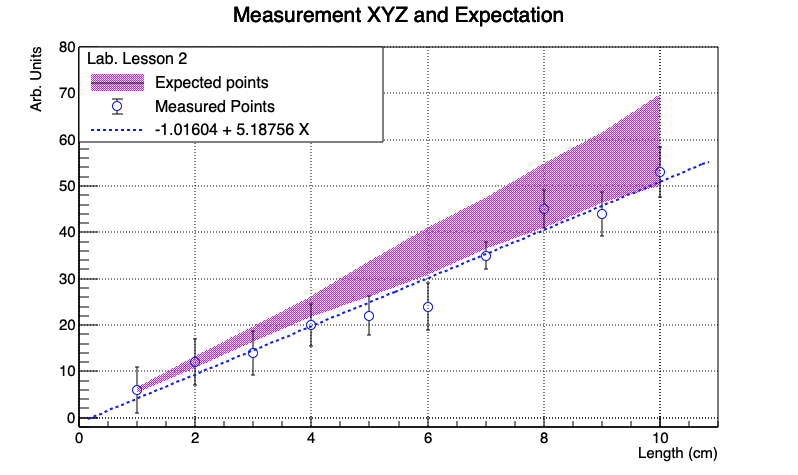 Measurement XYZ and Expectation
Arb. Units
80
70
60
50
40
30
20
10
0
Lab. Lesson 2
Expected points
Measured Points
-1.01604 + 5.18756 X
0 2 4 6 8 10
Length (cm)